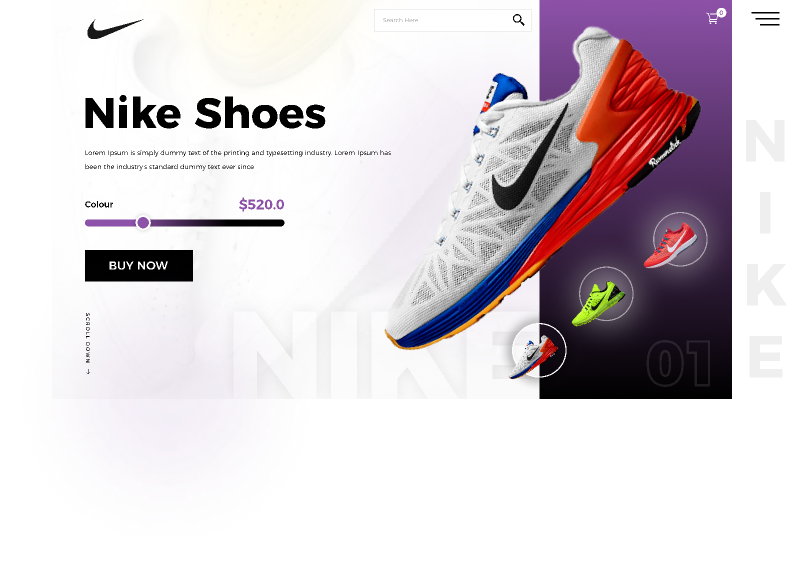 Search Here
0
Nike Shoes
Lorem Ipsum is simply dummy text of the printing and typesetting industry. Lorem Ipsum has
been the industry's standard dummy text ever since
Colour
$520.0
BUY NOW
SCROLL DOWN
NIKE
01
NIKE